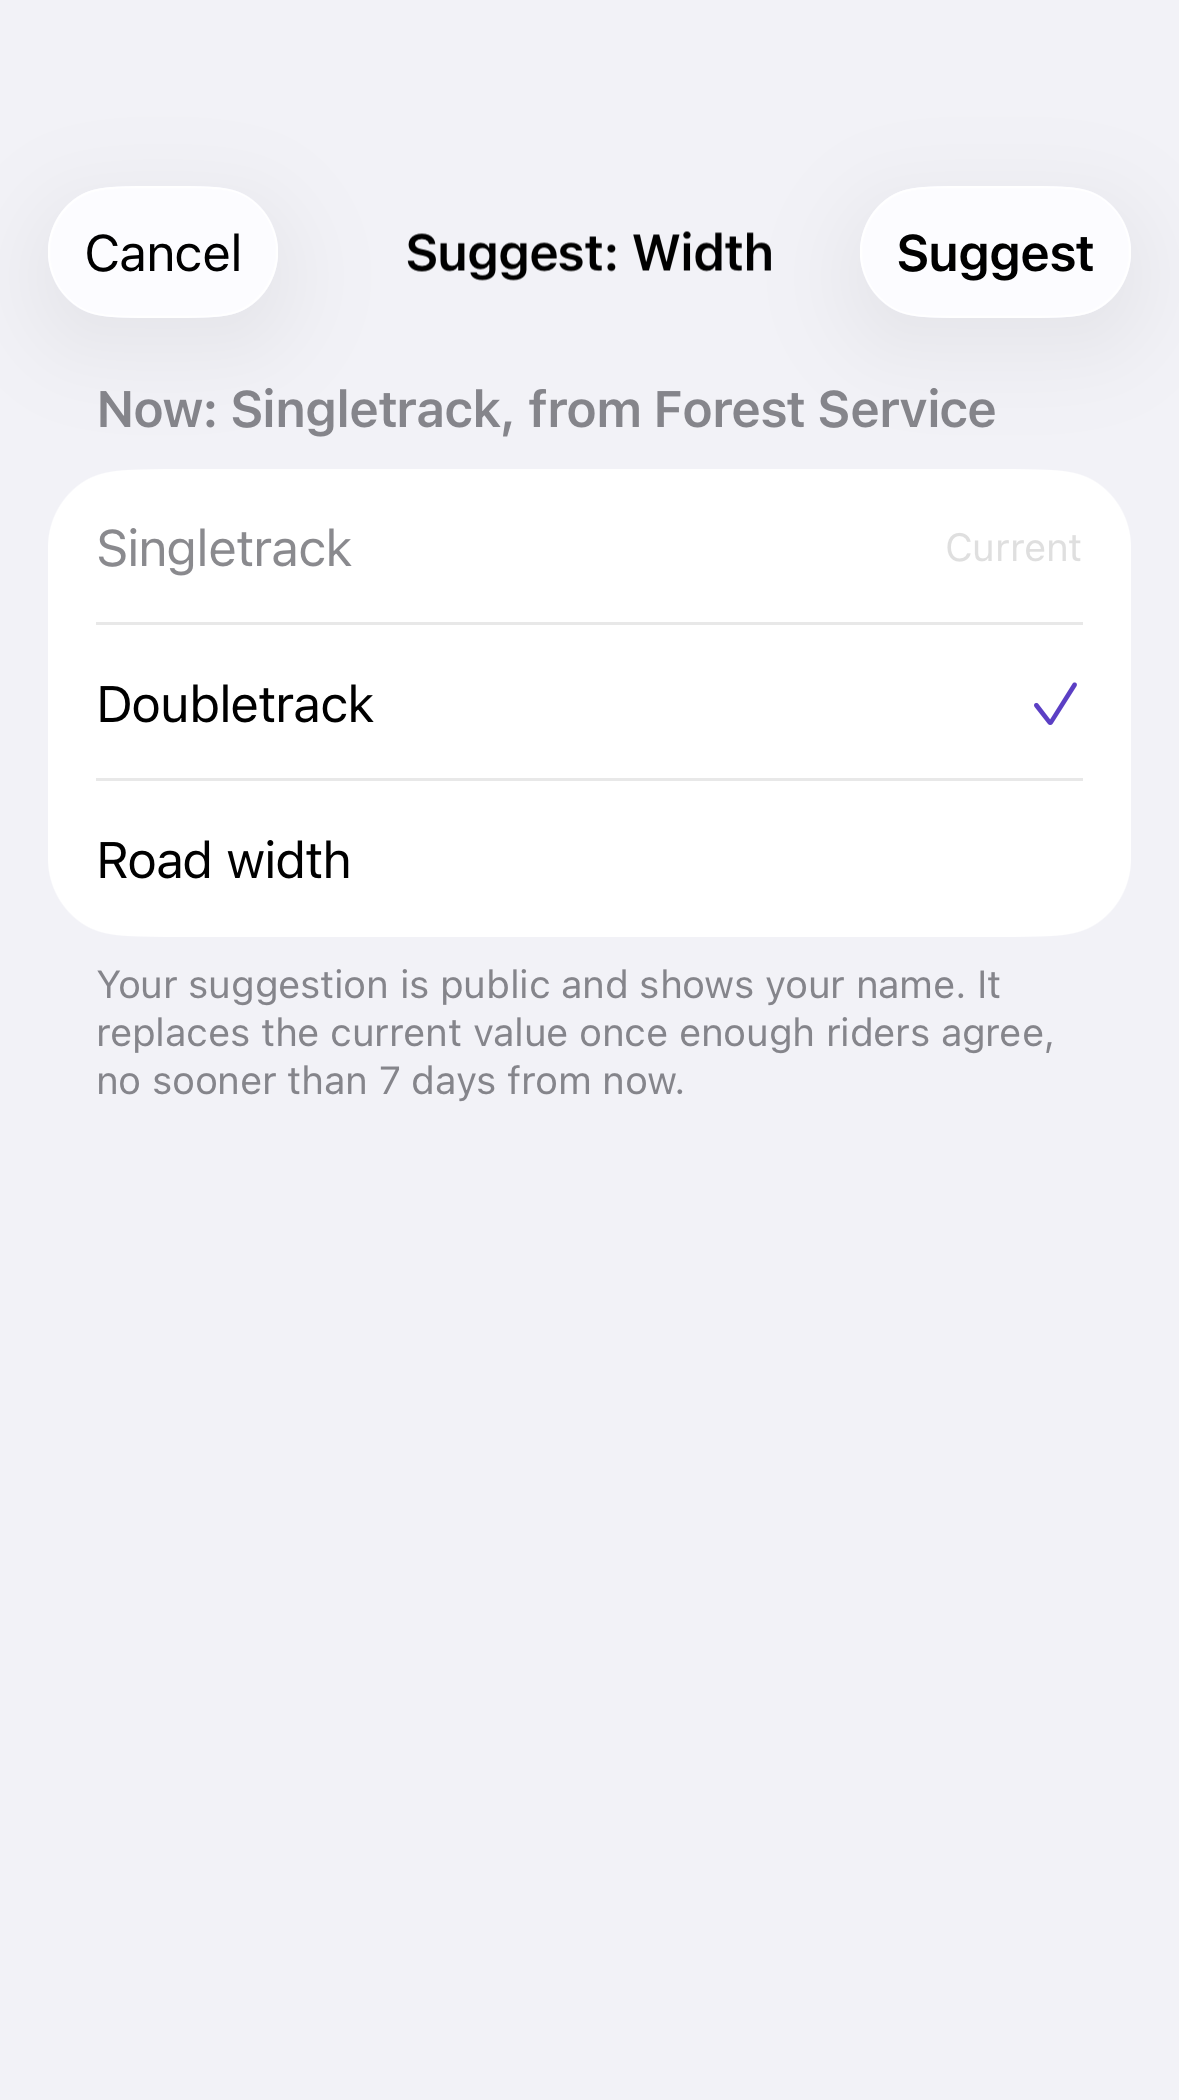 Cancel
Suggest: Width
Suggest
Now: Singletrack, from Forest Service
Singletrack
Current
Doubletrack
Road width
Your suggestion is public and shows your name. It
replaces the current value once enough riders agree,
no sooner than 7 days from now.